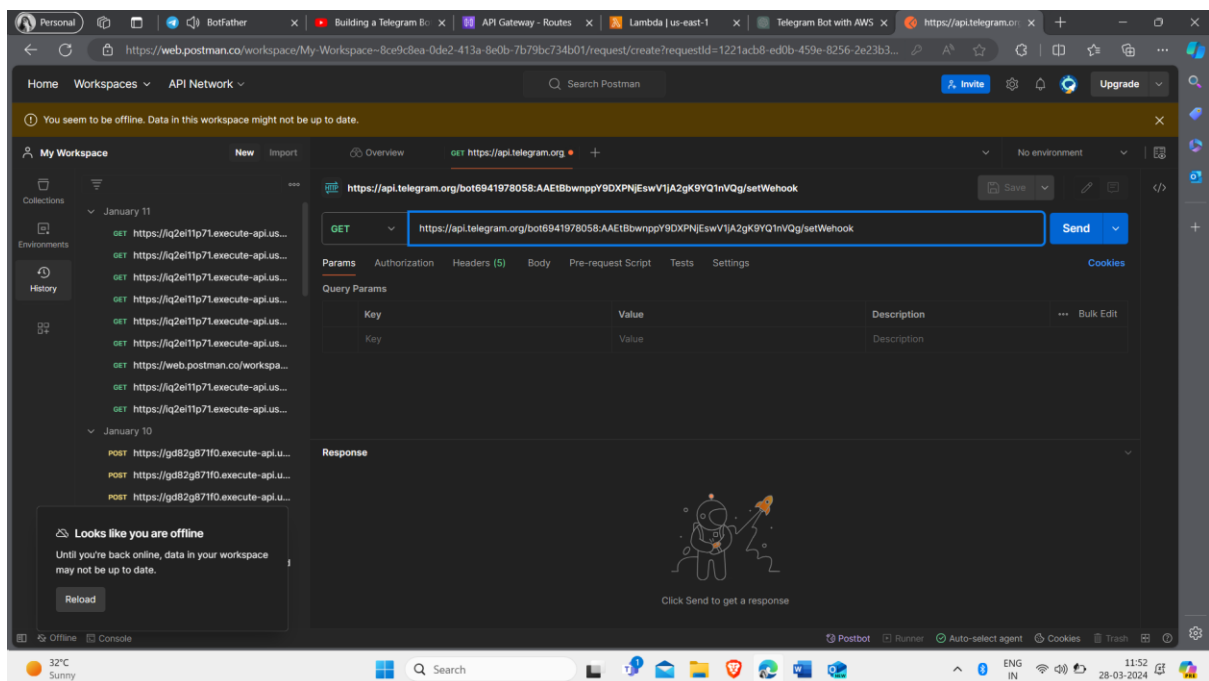 Personal
BotFather
Building a Telegram Bo
API Gateway - Routes
Lambda | us-east-1
Telegram Bot with AWS
https://api.telegram.or
https://web.postman.co/workspace/My-Workspace~8ce9c8ea-0de2-413a-8e0b-7b79bc734b01/request/create?requestId=1221acb8-ed0b-459e-8256-2e23b3...
Home Workspaces API Network
Search Postman
Invite
Upgrade
You seem to be offline. Data in this workspace might not be up to date.
My Workspace
New Import
Overview
GET https://api.telegram.org
No environment
Collections
Environments
History
January 11
GET https://iq2ei11p71.execute-api.us...
GET https://iq2ei11p71.execute-api.us...
GET https://iq2ei11p71.execute-api.us...
GET https://iq2ei11p71.execute-api.us...
GET https://iq2ei11p71.execute-api.us...
GET https://iq2ei11p71.execute-api.us...
GET https://web.postman.co/workspa...
GET https://iq2ei11p71.execute-api.us...
GET https://iq2ei11p71.execute-api.us...
January 10
POST https://gd82g871f0.execute-api.u...
POST https://gd82g871f0.execute-api.u...
POST https://gd82g871f0.execute-api.u...
HTTP https://api.telegram.org/bot6941978058:AAEtBbwnppY9DXPNjEswV1jA2gK9YQ1nVQg/setWehook
Save
GET https://api.telegram.org/bot6941978058:AAEtBbwnppY9DXPNjEswV1jA2gK9YQ1nVQg/setWehook
Send
Params Authorization Headers (5) Body Pre-request Script Tests Settings
Cookies
Query Params
Key Value Description Bulk Edit
Key Value Description
Response
Click Send to get a response
Looks like you are offline
Until you're back online, data in your workspace
may not be up to date.
Reload
Offline Console
Postbot Runner Auto-select agent Cookies Trash
32°C
Sunny
Search
ENG
IN
11:52
28-03-2024